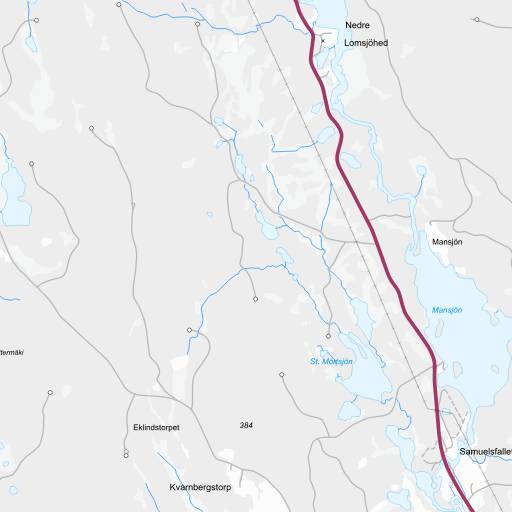 Nedre
Lomsjöhed
Mansjön
Mansjön
St. Mörtsjön
Eklindstorpet
384
Samuelsfallet
Kvarnbergstorp